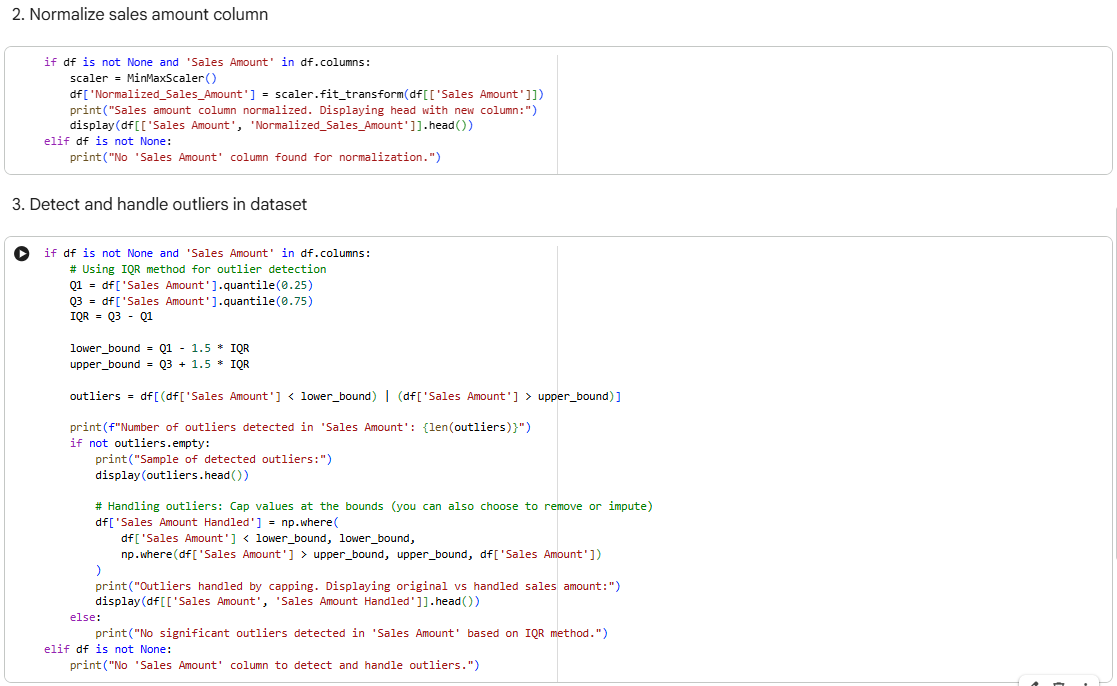 2. Normalize sales amount column
if df is not None and 'Sales Amount' in df.columns:
    scaler = MinMaxScaler()
    df['Normalized_Sales_Amount'] = scaler.fit_transform(df[['Sales Amount']])
    print("Sales amount column normalized. Displaying head with new column:")
    display(df[['Sales Amount', 'Normalized_Sales_Amount']].head())
elif df is not None:
    print("No 'Sales Amount' column found for normalization.")
3. Detect and handle outliers in dataset
if df is not None and 'Sales Amount' in df.columns:
    # Using IQR method for outlier detection
    Q1 = df['Sales Amount'].quantile(0.25)
    Q3 = df['Sales Amount'].quantile(0.75)
    IQR = Q3 - Q1
    lower_bound = Q1 - 1.5 * IQR
    upper_bound = Q3 + 1.5 * IQR
    outliers = df[(df['Sales Amount'] < lower_bound) | (df['Sales Amount'] > upper_bound)]
    print(f"Number of outliers detected in 'Sales Amount': {len(outliers)}")
    if not outliers.empty:
        print("Sample of detected outliers:")
        display(outliers.head())
        # Handling outliers: Cap values at the bounds (you can also choose to remove or impute)
        df['Sales Amount Handled'] = np.where(
            df['Sales Amount'] < lower_bound, lower_bound,
            np.where(df['Sales Amount'] > upper_bound, upper_bound, df['Sales Amount'])
        )
        print("Outliers handled by capping. Displaying original vs handled sales amount:")
        display(df[['Sales Amount', 'Sales Amount Handled']].head())
    else:
        print("No significant outliers detected in 'Sales Amount' based on IQR method.")
elif df is not None:
    print("No 'Sales Amount' column to detect and handle outliers.")